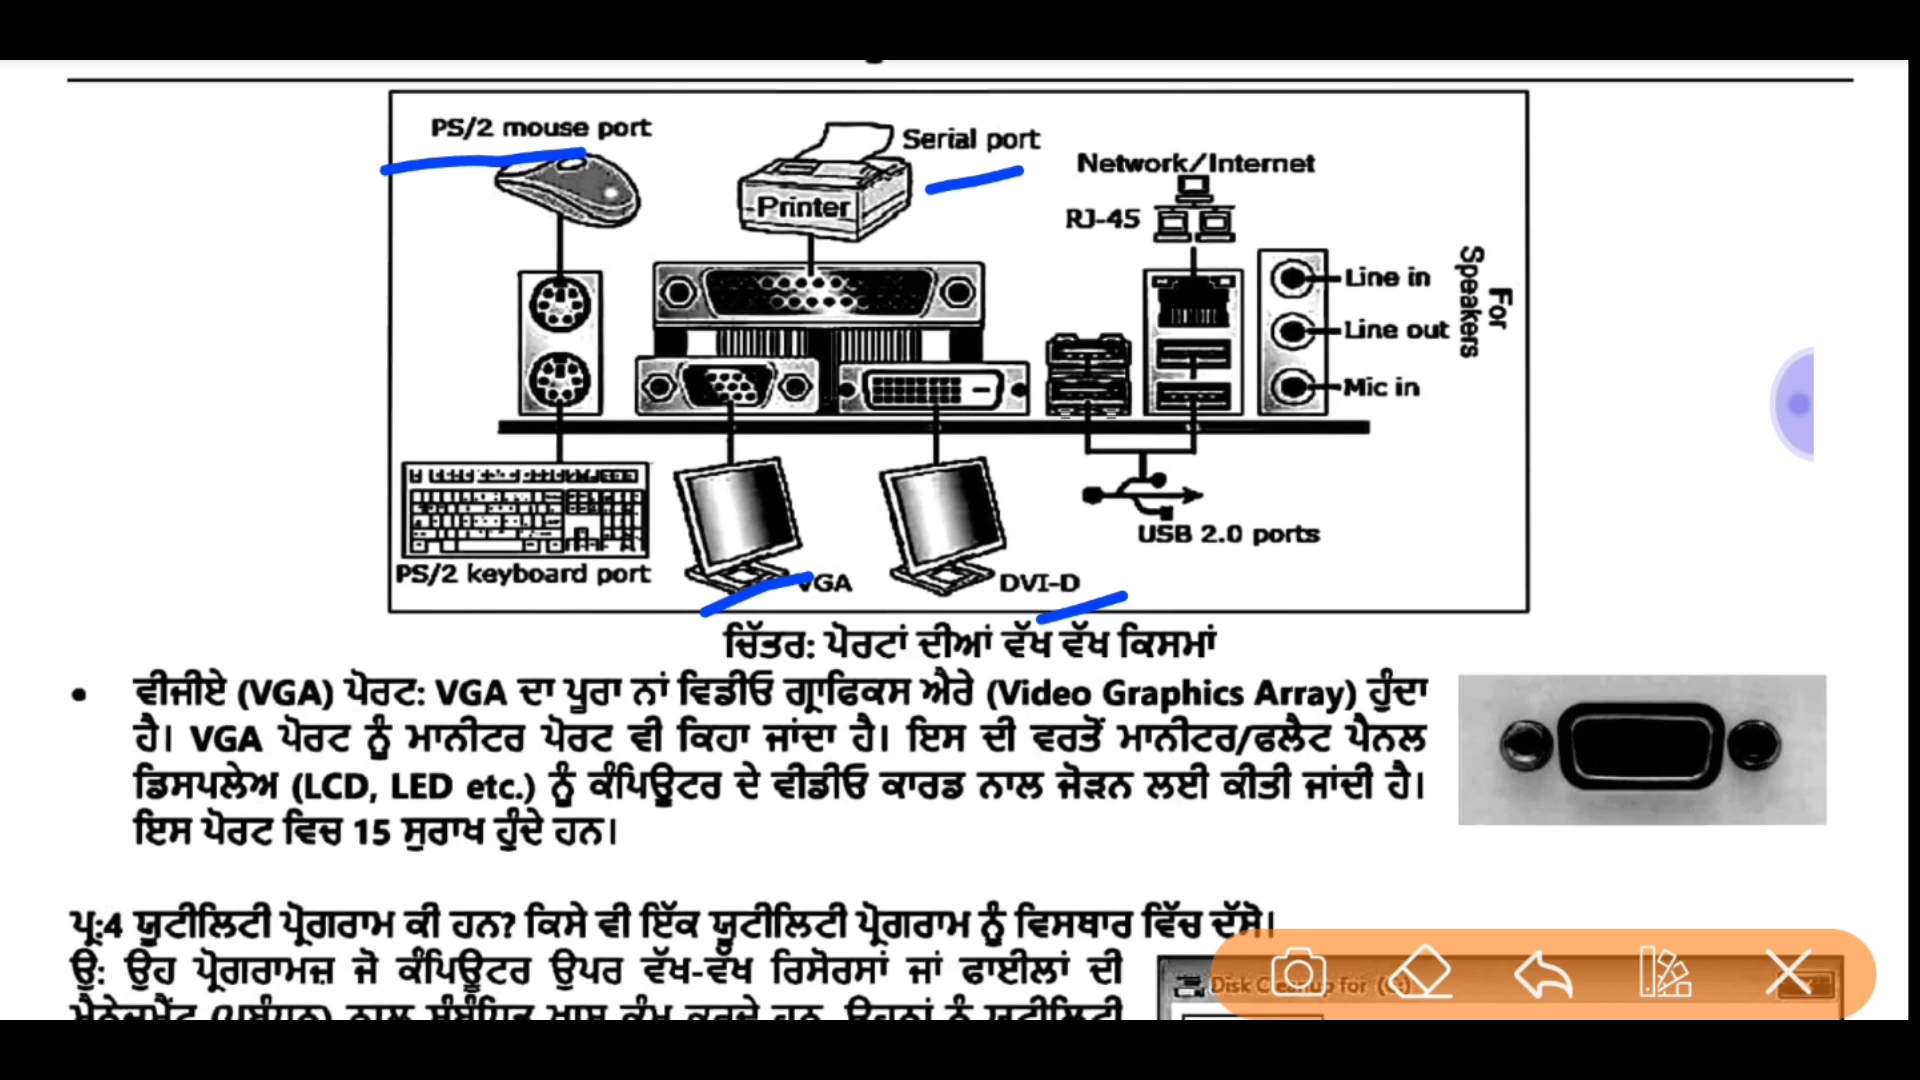 PS/2 mouse port
Serial port
Network/Internet
Printer
RJ-45
Line in
Line out
Mic in
For
Speakers
USB 2.0 ports
PS/2 keyboard port
VGA
DVI-D
ਚਿੱਤਰ: ਪੋਰਟਾਂ ਦੀਆਂ ਵੱਖ ਵੱਖ ਕਿਸਮਾਂ
• ਵੀਜੀਏ (VGA) ਪੋਰਟ: VGA ਦਾ ਪੂਰਾ ਨਾਂ ਵਿਡੀਓ ਗ੍ਰਾਫਿਕਸ ਐਰੇ (Video Graphics Array) ਹੁੰਦਾ
ਹੈ। VGA ਪੋਰਟ ਨੂੰ ਮਾਨੀਟਰ ਪੋਰਟ ਵੀ ਕਿਹਾ ਜਾਂਦਾ ਹੈ। ਇਸ ਦੀ ਵਰਤੋਂ ਮਾਨੀਟਰ/ਫਲੈਟ ਪੈਨਲ
ਡਿਸਪਲੇਅ (LCD, LED etc.) ਨੂੰ ਕੰਪਿਊਟਰ ਦੇ ਵੀਡੀਓ ਕਾਰਡ ਨਾਲ ਜੋੜਨ ਲਈ ਕੀਤੀ ਜਾਂਦੀ ਹੈ।
ਇਸ ਪੋਰਟ ਵਿਚ 15 ਸੁਰਾਖ ਹੁੰਦੇ ਹਨ।
ਪ੍ਰ:4 ਯੂਟੀਲਿਟੀ ਪ੍ਰੋਗਰਾਮ ਕੀ ਹਨ? ਕਿਸੇ ਵੀ ਇੱਕ ਯੂਟੀਲਿਟੀ ਪ੍ਰੋਗਰਾਮ ਨੂੰ ਵਿਸਥਾਰ ਵਿੱਚ ਦੱਸੋ।
ਉ: ਉਹ ਪ੍ਰੋਗਰਾਮਜ਼ ਜੋ ਕੰਪਿਊਟਰ ਉਪਰ ਵੱਖ-ਵੱਖ ਰਿਸੋਰਸਾਂ ਜਾਂ ਫਾਈਲਾਂ ਦੀ
Disk Cleanup for (C:)